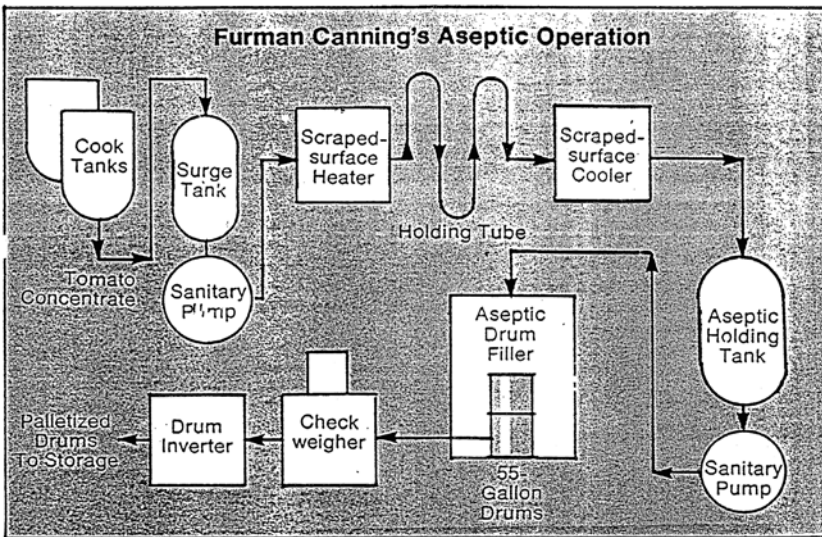 Furman Canning's Aseptic Operation
Cook
Tanks
Surge
Tank
Scraped-
surface
Heater
Scraped-
surface
Cooler
Holding Tube
Tomato
Concentrate
Sanitary
Pump
Aseptic
Drum
Filler
Aseptic
Holding
Tank
Palletized
Drums
To Storage
Drum
Inverter
Check
weigher
55-
Gallon
Drums
Sanitary
Pump